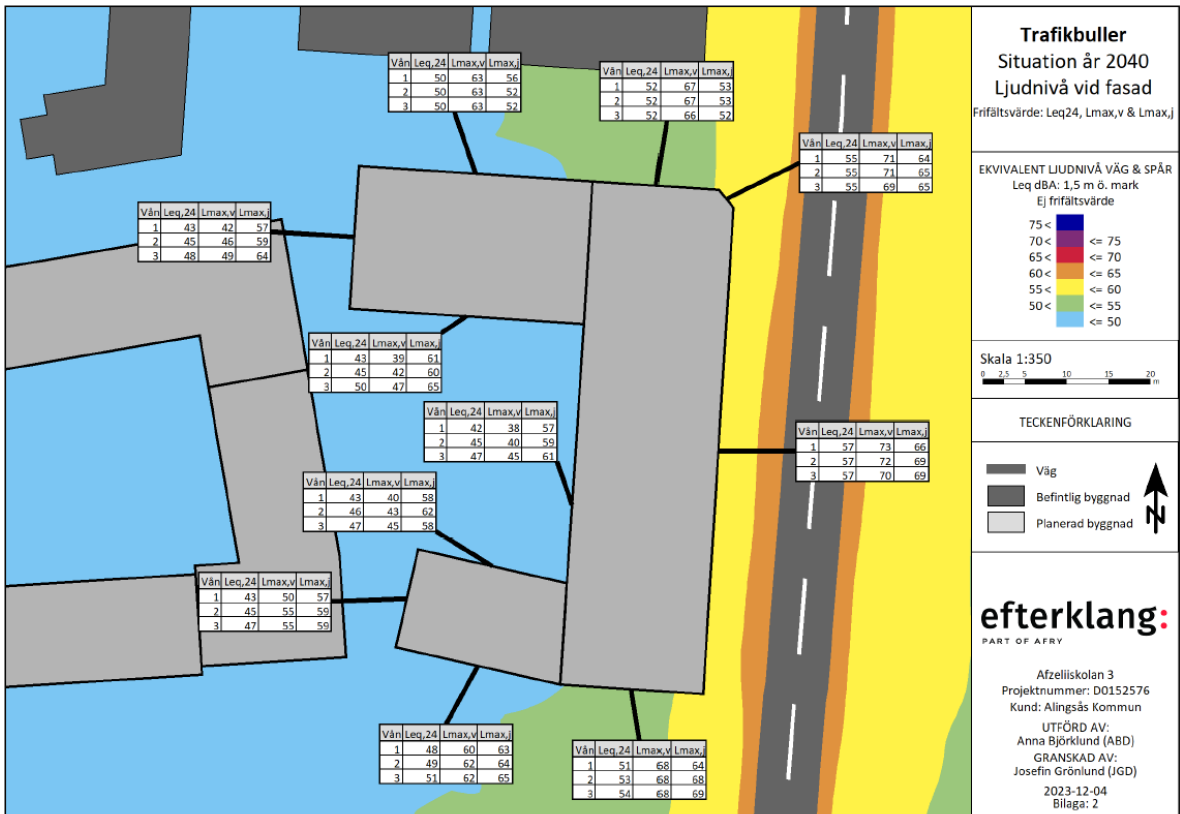 Vån Leq,24 Lmax,v Lmax,j
1 50 63 56
2 50 63 52
3 50 63 52
Vån Leq,24 Lmax,v Lmax,j
1 52 67 53
2 52 67 53
3 52 66 52
Vån Leq,24 Lmax,v Lmax,j
1 55 71 64
2 55 71 65
3 55 69 65
Vån Leq,24 Lmax,v Lmax,j
1 43 42 57
2 45 46 59
3 48 49 64
Vån Leq,24 Lmax,v Lmax,j
1 43 39 61
2 45 42 60
3 50 47 65
Vån Leq,24 Lmax,v Lmax,j
1 42 38 57
2 45 40 59
3 47 45 61
Vån Leq,24 Lmax,v Lmax,j
1 57 73 66
2 57 72 69
3 57 70 69
Vån Leq,24 Lmax,v Lmax,j
1 43 40 58
2 46 43 62
3 47 45 58
Vån Leq,24 Lmax,v Lmax,j
1 43 50 57
2 45 55 59
3 47 55 59
Vån Leq,24 Lmax,v Lmax,j
1 48 60 63
2 49 62 64
3 51 62 65
Vån Leq,24 Lmax,v Lmax,j
1 51 68 64
2 53 68 68
3 54 68 69
Trafikbuller
Situation år 2040
Ljudnivå vid fasad
Frifältsvärde: Leq24, Lmax,v & Lmax,j
EKVIVALENT LJUDNIVÅ VÄG & SPÅR
Leq dBA: 1,5 m ö. mark
Ej frifältsvärde
75 <
70 < <= 75
65 < <= 70
60 < <= 65
55 < <= 60
50 < <= 55
<= 50
Skala 1:350
0 2,5 5 10 15 20
m
TECKENFÖRKLARING
Väg
Befintlig byggnad
Planerad byggnad
N
efterklang:
PART OF AFRY
Afzeliiskolan 3
Projektnummer: D0152576
Kund: Alingsås Kommun
UTFÖRD AV:
Anna Björklund (ABD)
GRANSKAD AV:
Josefin Grönlund (JGD)
2023-12-04
Bilaga: 2